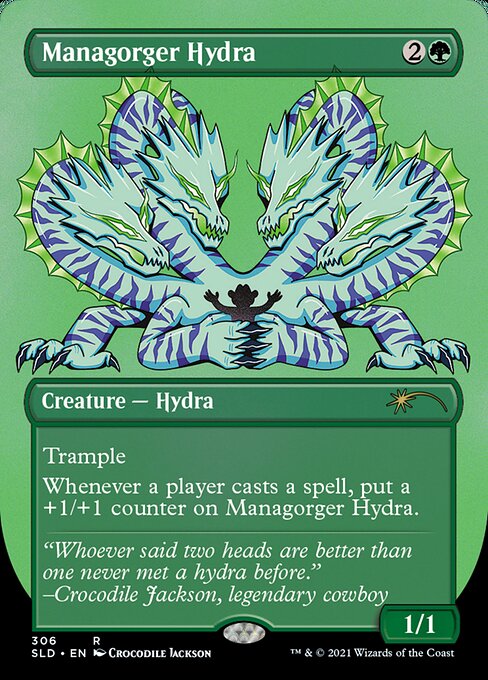 Managorger Hydra 2
Creature — Hydra
Trample
Whenever a player casts a spell, put a
+1/+1 counter on Managorger Hydra.
“Whoever said two heads are better than
one never met a hydra before.”
–Crocodile Jackson, legendary cowboy
1/1
306 R
SLD • EN Crocodile Jackson
™ & © 2021 Wizards of the Coast